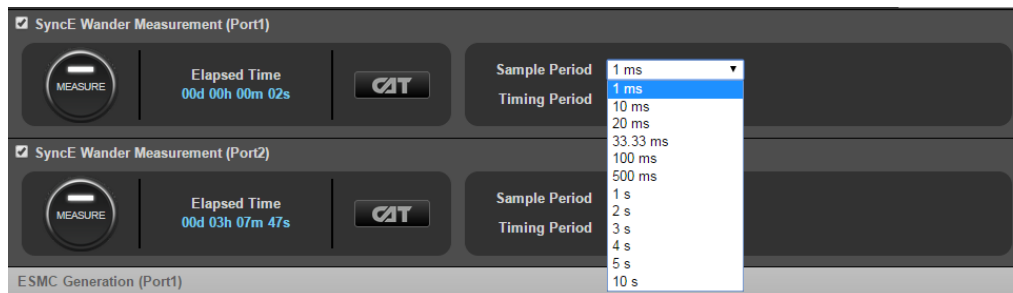 SyncE Wander Measurement (Port1)
MEASURE
Elapsed Time
00d 00h 00m 02s
CAT
Sample Period 1 ms
Timing Period
1 ms
10 ms
20 ms
33.33 ms
100 ms
500 ms
1 s
2 s
3 s
4 s
5 s
10 s
SyncE Wander Measurement (Port2)
MEASURE
Elapsed Time
00d 03h 07m 47s
CAT
Sample Period
Timing Period
ESMC Generation (Port1)